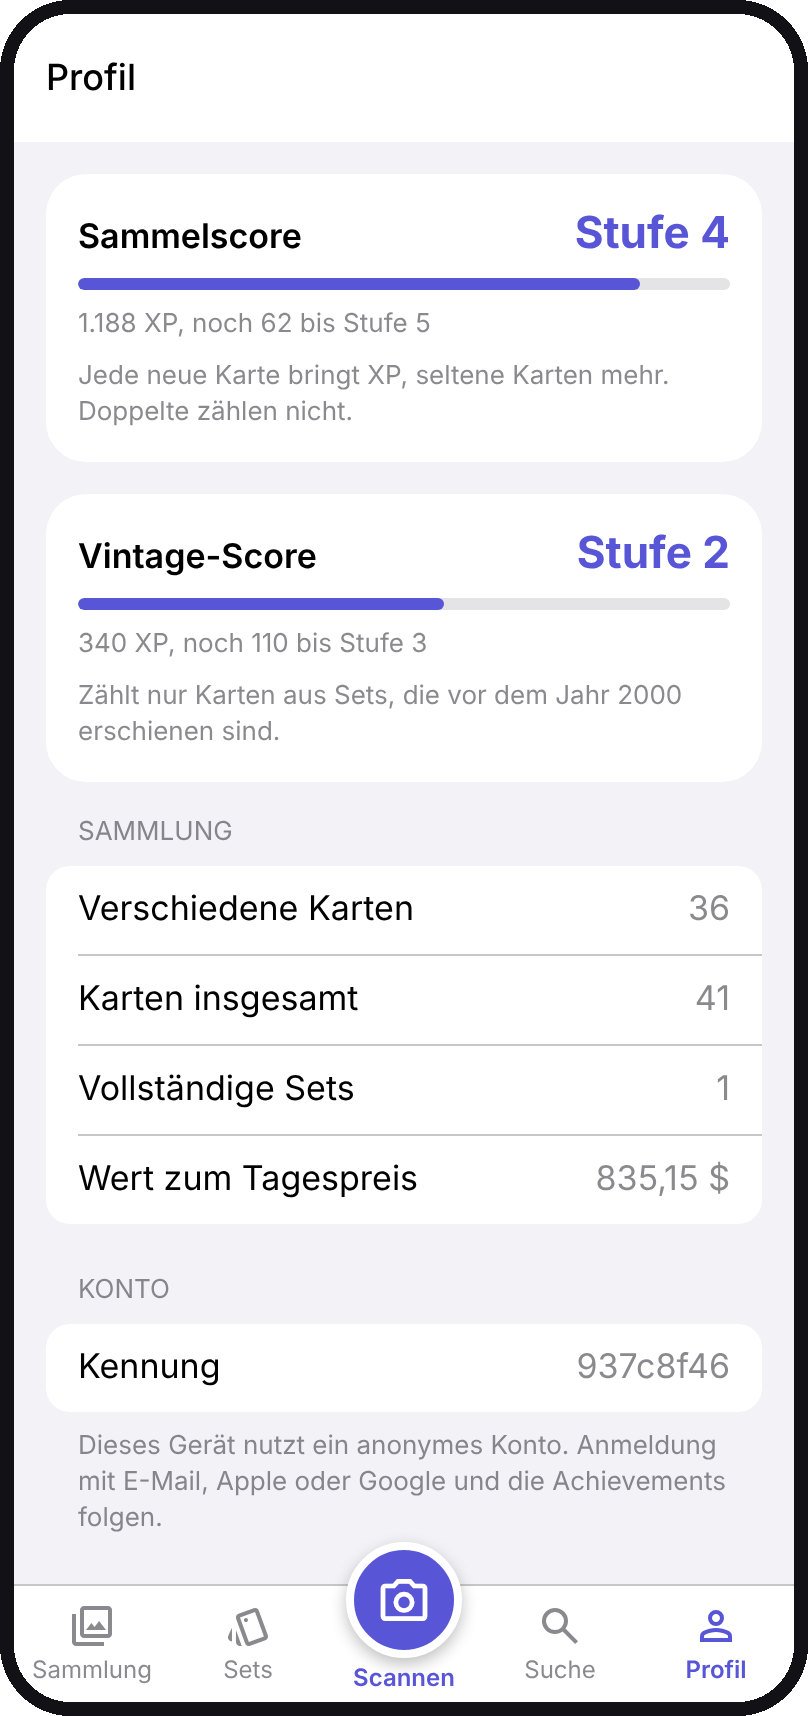 Profil
Sammelscore
Stufe 4
1.188 XP, noch 62 bis Stufe 5
Jede neue Karte bringt XP, seltene Karten mehr.
Doppelte zählen nicht.
Vintage-Score
Stufe 2
340 XP, noch 110 bis Stufe 3
Zählt nur Karten aus Sets, die vor dem Jahr 2000
erschienen sind.
SAMMLUNG
Verschiedene Karten 36
Karten insgesamt 41
Vollständige Sets 1
Wert zum Tagespreis 835,15 $
KONTO
Kennung 937c8f46
Dieses Gerät nutzt ein anonymes Konto. Anmeldung
mit E-Mail, Apple oder Google und die Achievements
folgen.
Sammlung Sets Scannen Suche Profil